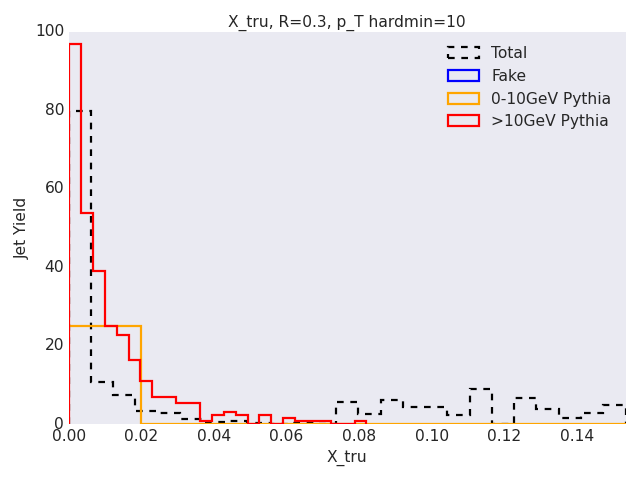 X_tru, R=0.3, p_T hardmin=10
100
80
60
40
20
0
Jet Yield
Total
Fake
0-10GeV Pythia
>10GeV Pythia
0.00 0.02 0.04 0.06 0.08 0.10 0.12 0.14
X_tru